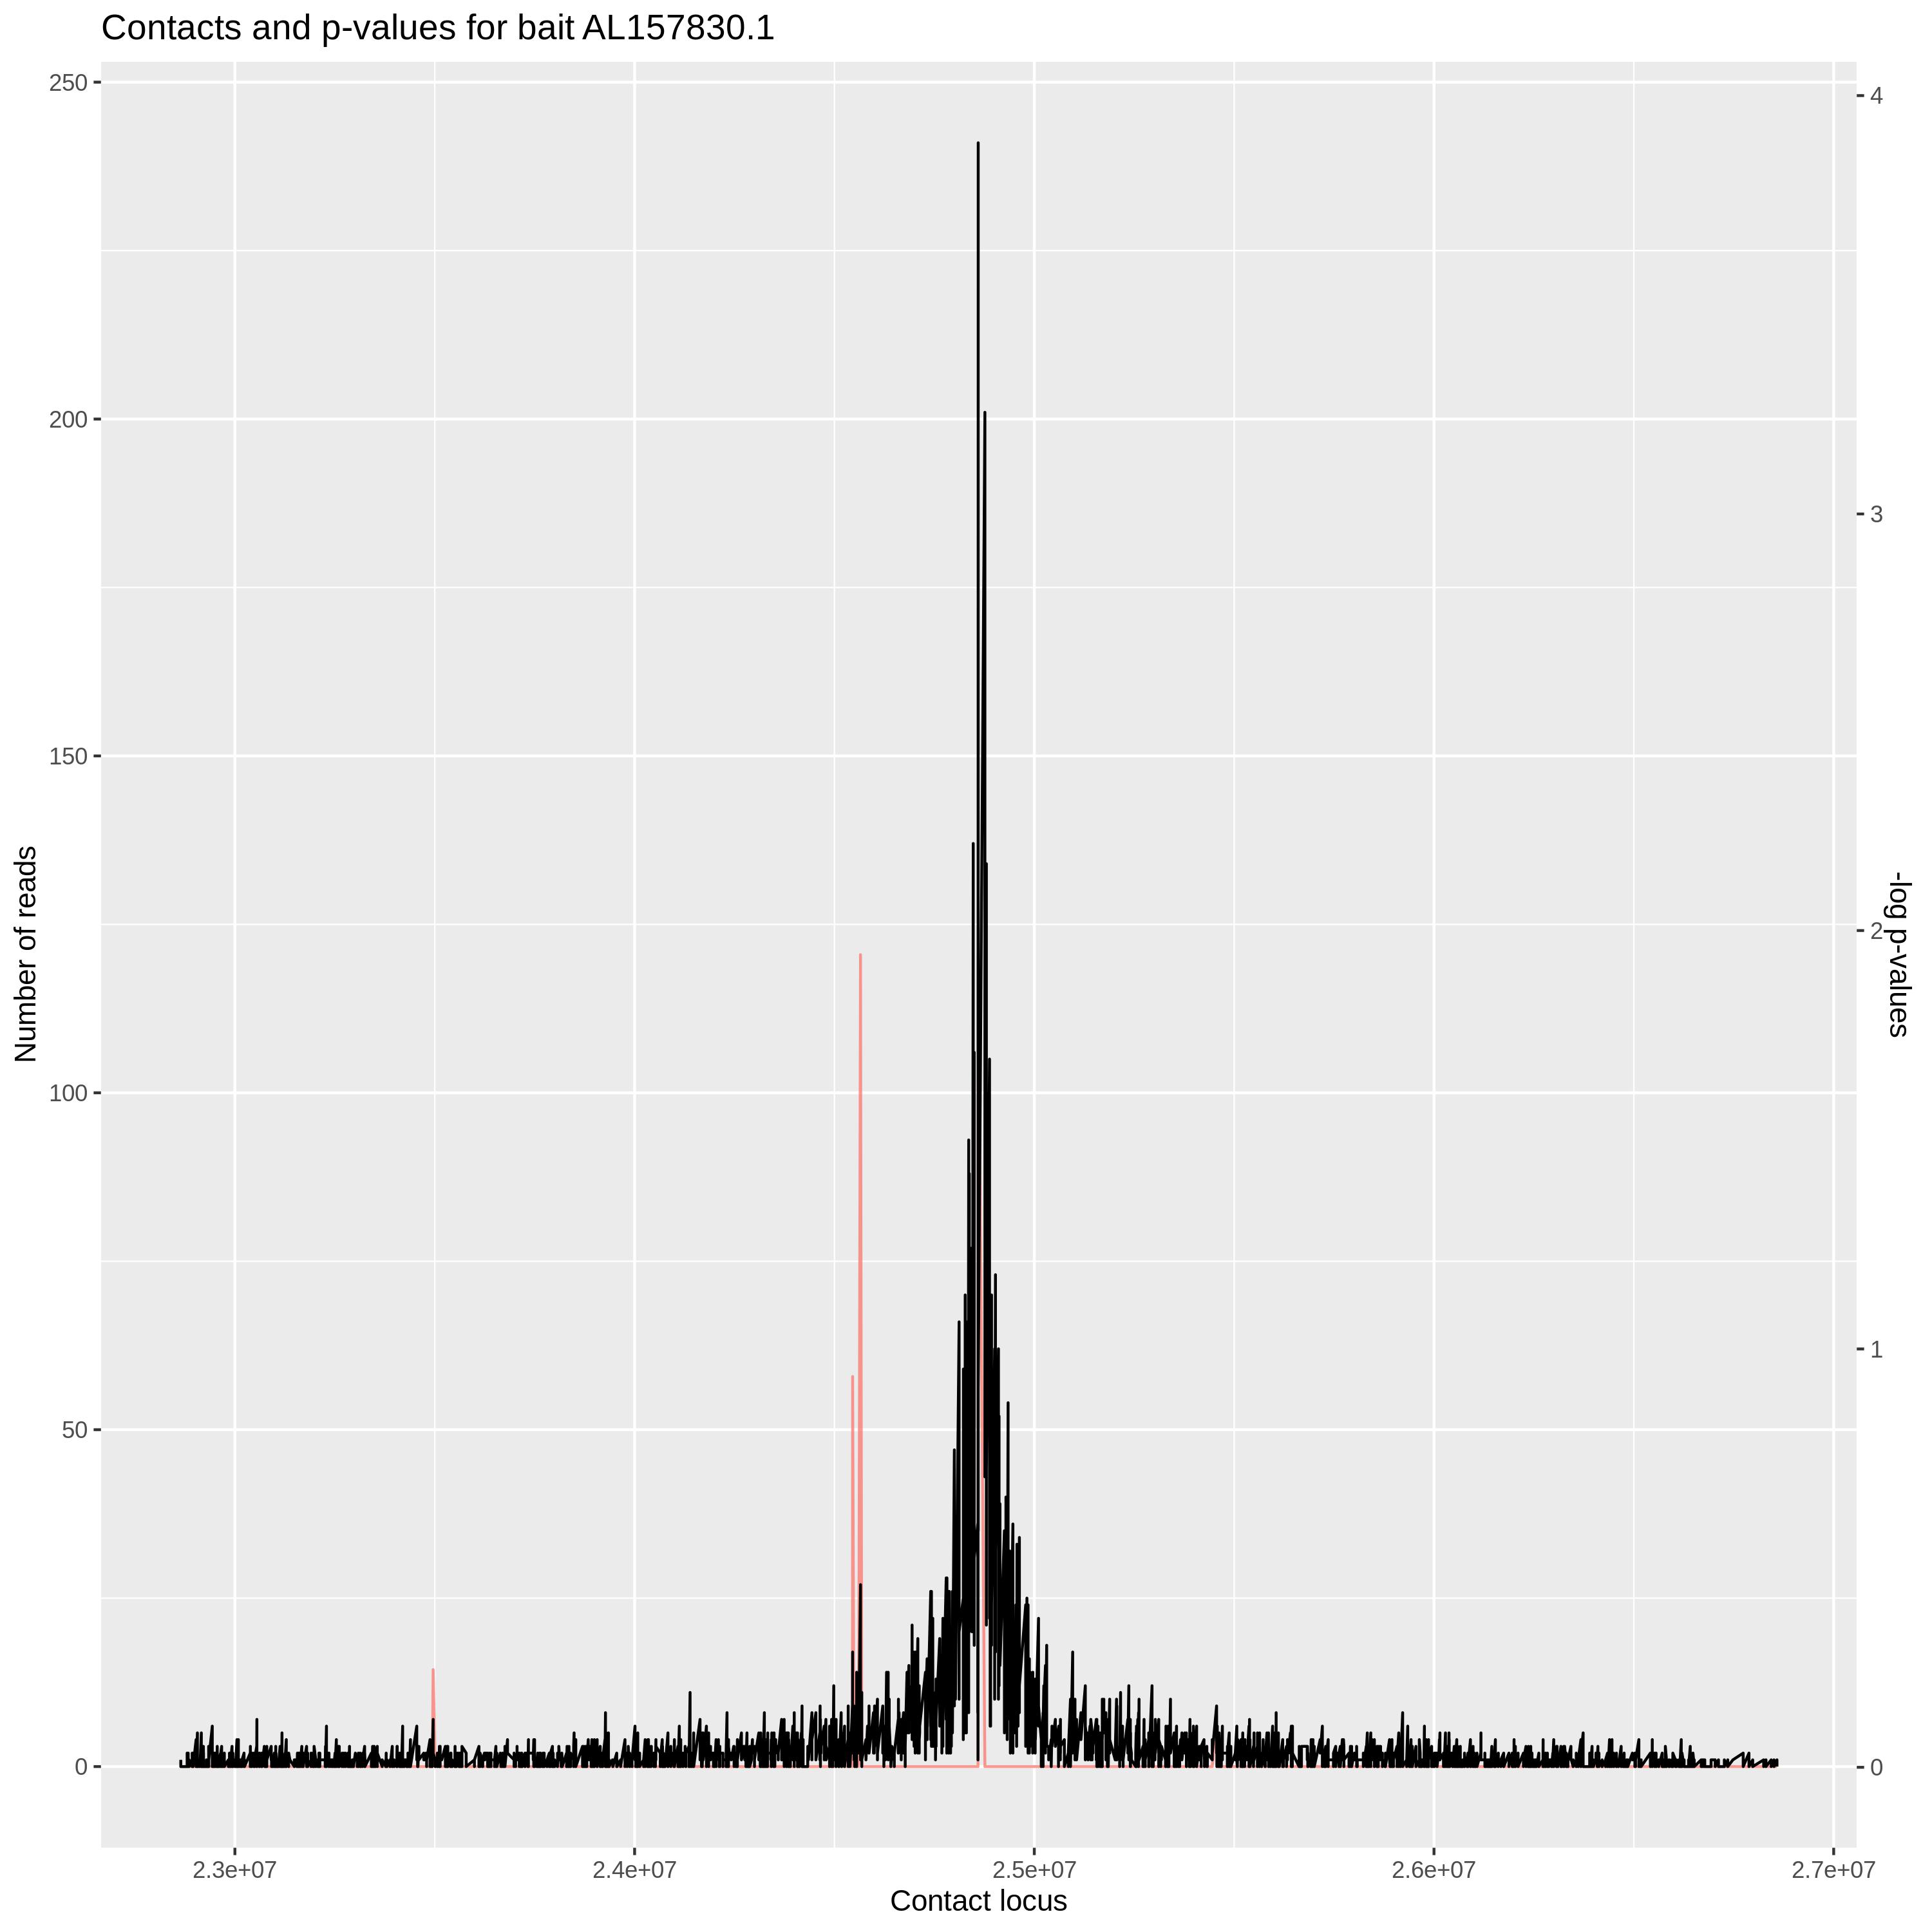 Contacts and p-values for bait AL157830.1
250
200
150
100
50
0
Number of reads
4
3
2
1
0
-log p-values
2.3e+07
2.4e+07
2.5e+07
2.6e+07
2.7e+07
Contact locus